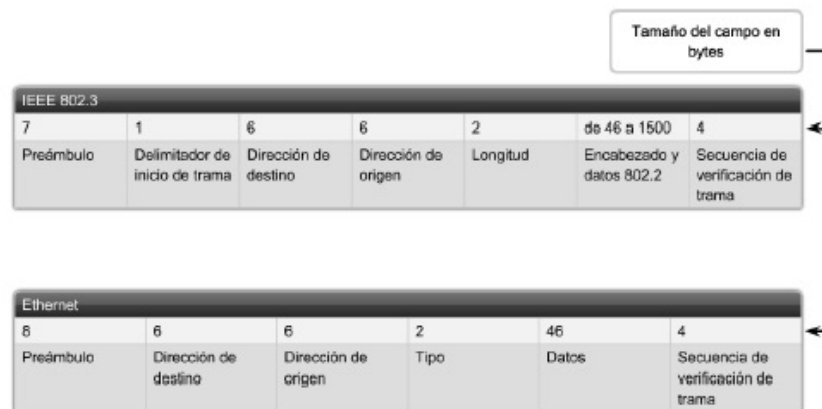 Tamaño del campo en
bytes
IEEE 802.3
7 1 6 6 2 de 46 a 1500 4
Preámbulo Delimitador de Dirección de Dirección de Longitud Encabezado y Secuencia de
inicio de trama destino origen datos 802.2 verificación de
trama
Ethernet
8 6 6 2 46 4
Preámbulo Dirección de Dirección de Tipo Datos Secuencia de
destino origen verificación de
trama